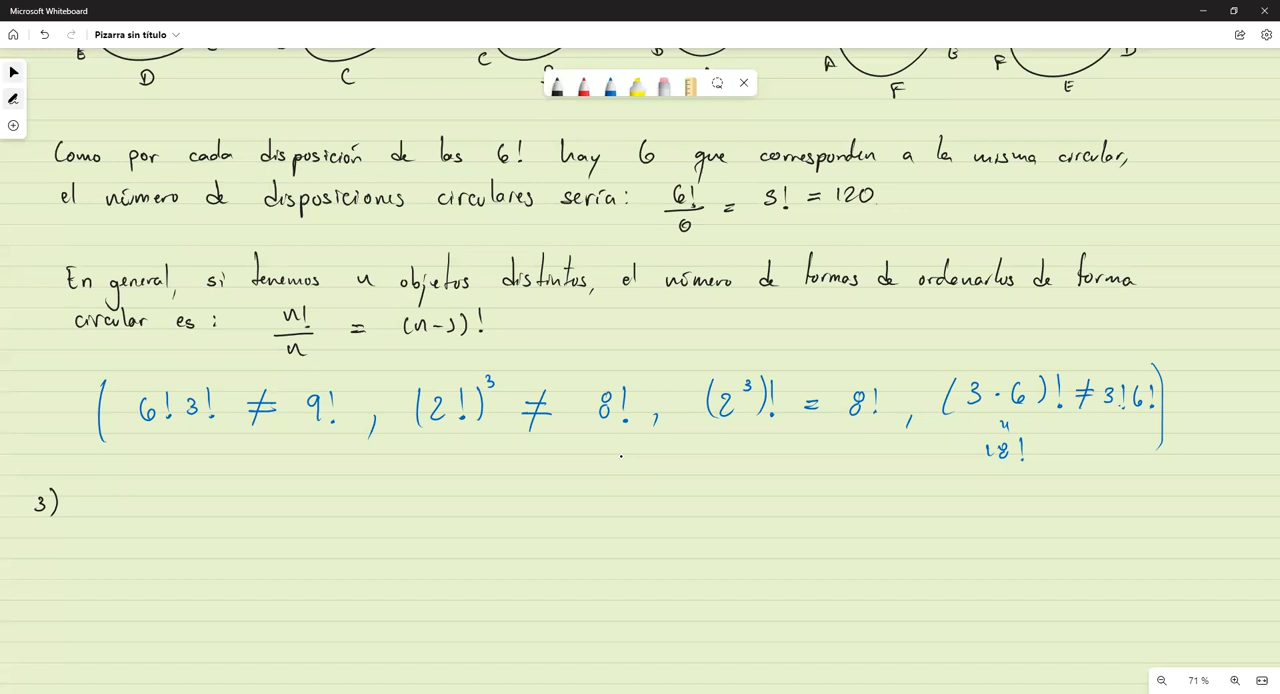 Microsoft Whiteboard
Pizarra sin título
E D C C D A F B F E D
Como por cada disposición de las 6! hay 6 que corresponden a la misma circular,
el número de disposiciones circulares sería: 6!/6 = 5! = 120
En general, si tenemos n objetos distintos, el número de formas de ordenarlos de forma
circular es: n!/n = (n-1)!
( 6! 3! ≠ 9! , (2!)^3 ≠ 8! , (2^3)! = 8! , (3 · 6)! ≠ 3! 6! )
18!
3)
71 %